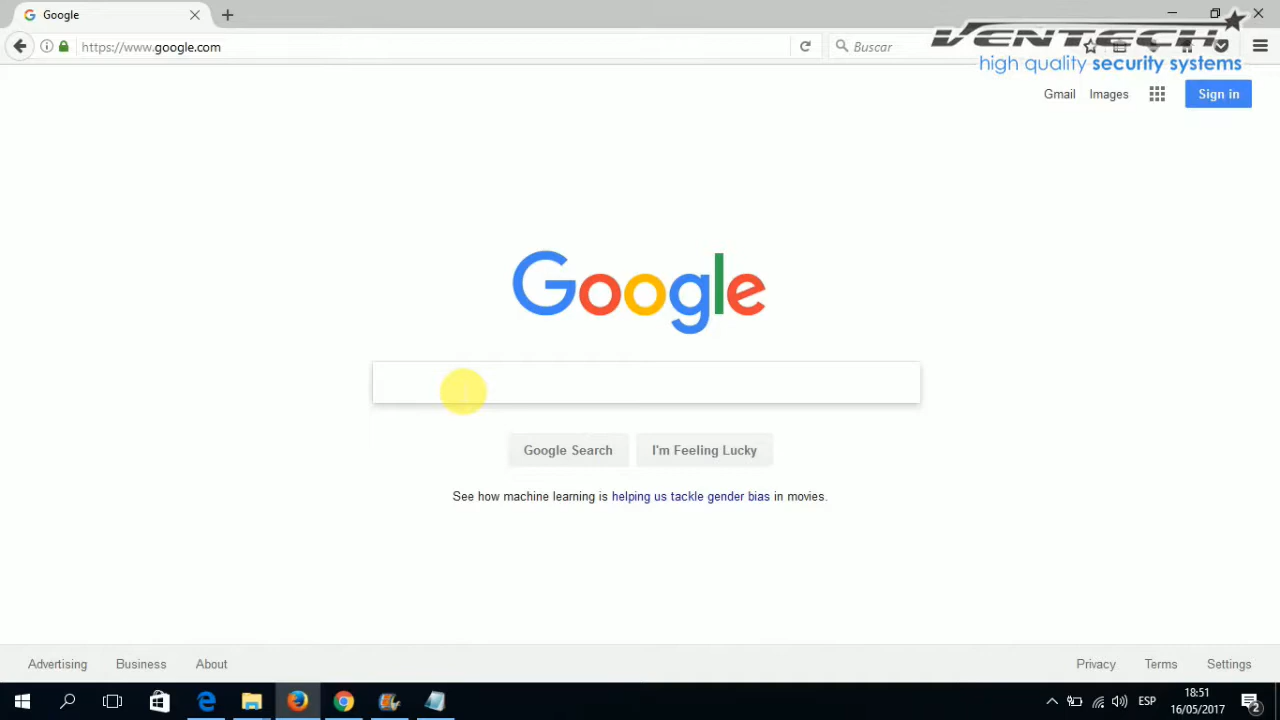 Google
https://www.google.com
Buscar
VENTECH
high quality security systems
Gmail Images Sign in
Google
Google Search I'm Feeling Lucky
See how machine learning is helping us tackle gender bias in movies.
Advertising Business About Privacy Terms Settings
ESP
18:51
16/05/2017
2